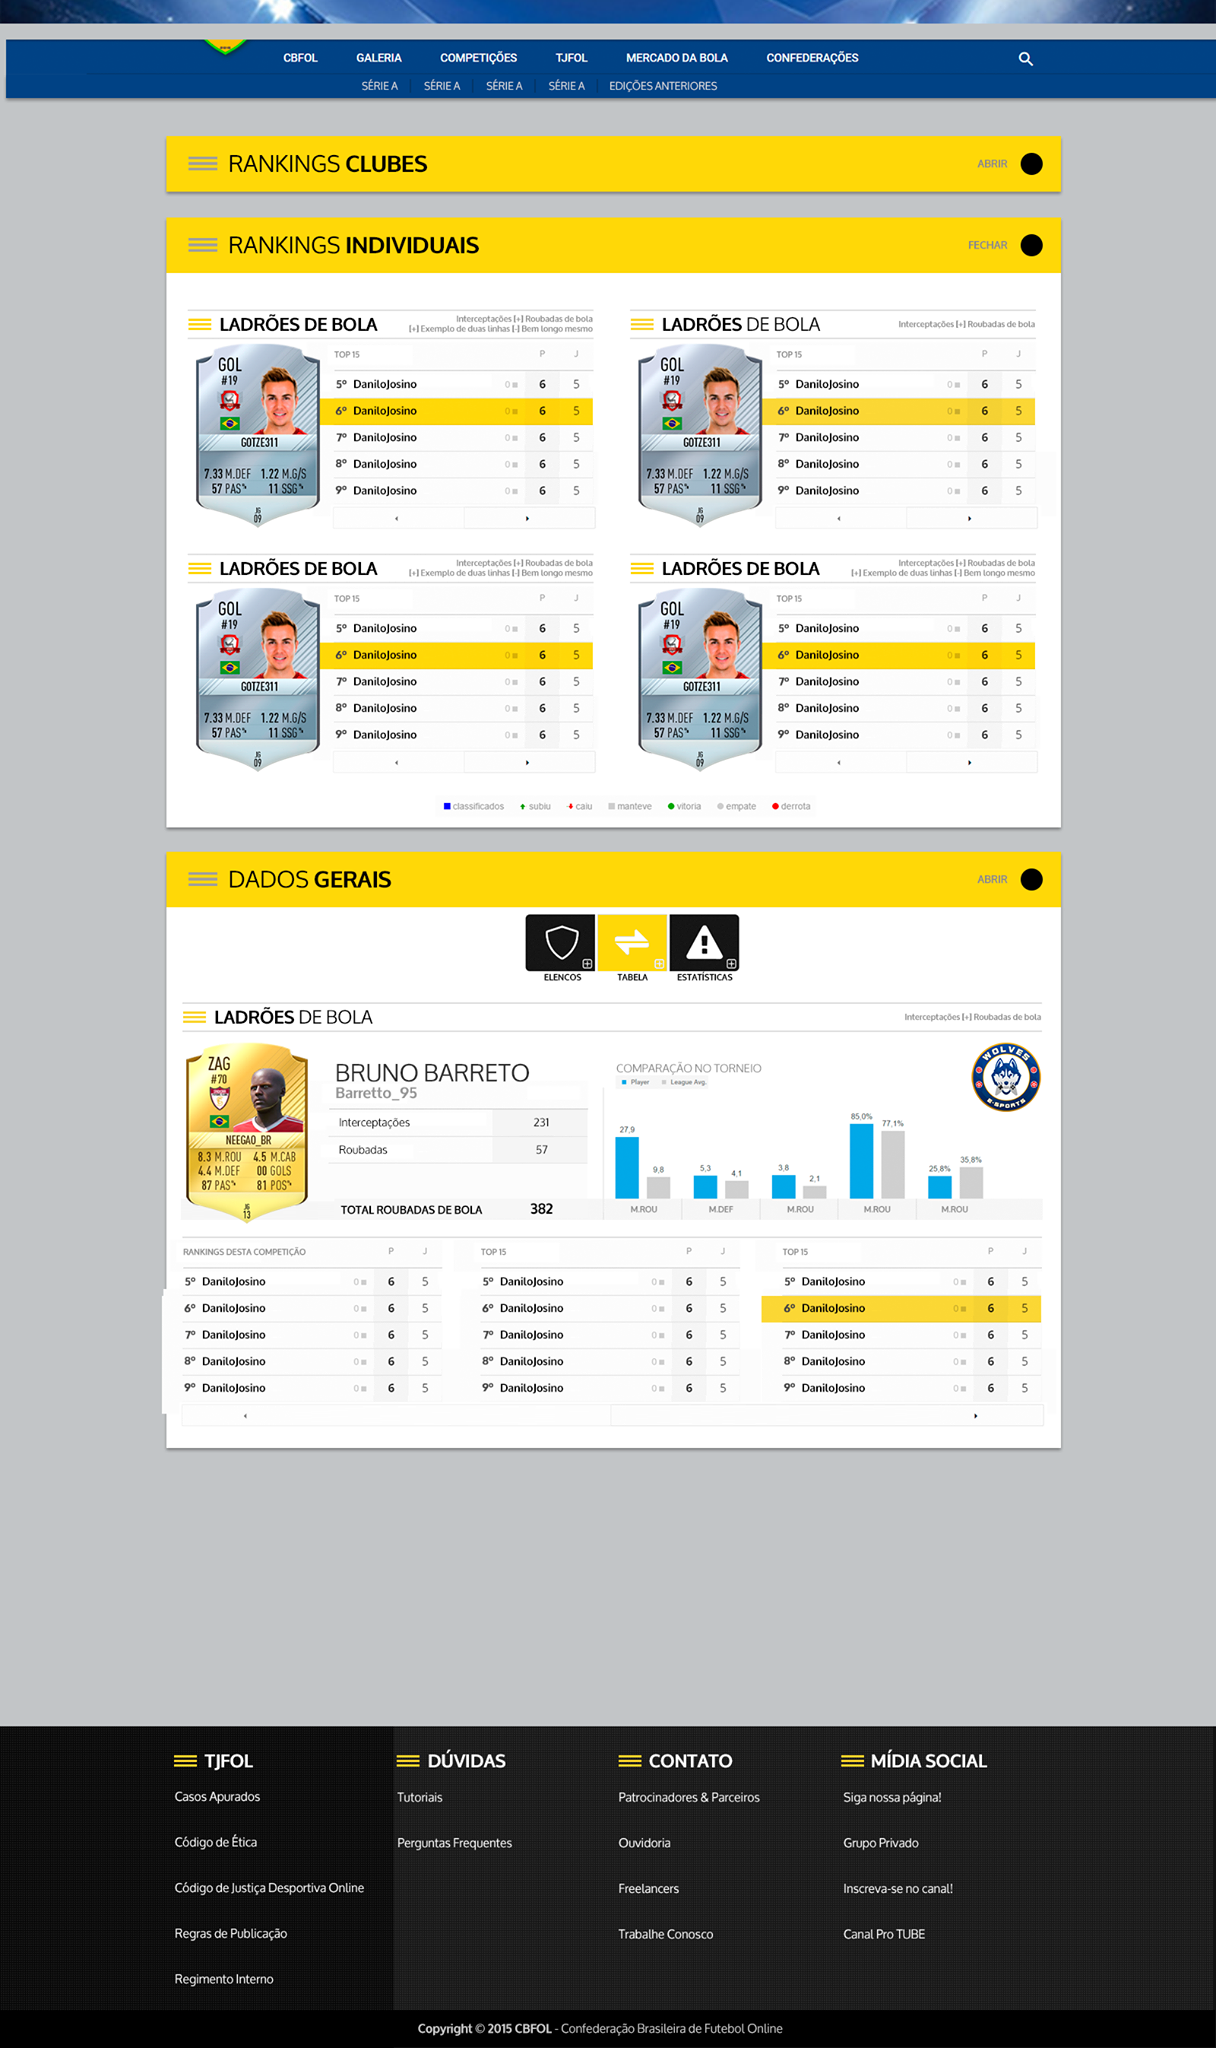 CBFOL GALERIA COMPETIÇÕES TJFOL MERCADO DA BOLA CONFEDERAÇÕES
SÉRIE A SÉRIE A SÉRIE A SÉRIE A EDIÇÕES ANTERIORES
RANKINGS CLUBES ABRIR
RANKINGS INDIVIDUAIS FECHAR
LADRÕES DE BOLA
Interceptações [+] Roubadas de bola
[+] Exemplo de duas linhas [-] Bem longo mesmo
GOL
#19
GOTZE311
7.33 M.DEF 1.22 M.G/S
57 PAS% 11 SSG%
JG
09
TOP 15 P J
5º DaniloJosino 0 6 5
6º DaniloJosino 0 6 5
7º DaniloJosino 0 6 5
8º DaniloJosino 0 6 5
9º DaniloJosino 0 6 5
LADRÕES DE BOLA
Interceptações [+] Roubadas de bola
GOL
#19
GOTZE311
7.33 M.DEF 1.22 M.G/S
57 PAS% 11 SSG%
JG
09
TOP 15 P J
5º DaniloJosino 0 6 5
6º DaniloJosino 0 6 5
7º DaniloJosino 0 6 5
8º DaniloJosino 0 6 5
9º DaniloJosino 0 6 5
LADRÕES DE BOLA
Interceptações [+] Roubadas de bola
[+] Exemplo de duas linhas [-] Bem longo mesmo
GOL
#19
GOTZE311
7.33 M.DEF 1.22 M.G/S
57 PAS% 11 SSG%
JG
09
TOP 15 P J
5º DaniloJosino 0 6 5
6º DaniloJosino 0 6 5
7º DaniloJosino 0 6 5
8º DaniloJosino 0 6 5
9º DaniloJosino 0 6 5
LADRÕES DE BOLA
Interceptações [+] Roubadas de bola
[+] Exemplo de duas linhas [-] Bem longo mesmo
GOL
#19
GOTZE311
7.33 M.DEF 1.22 M.G/S
57 PAS% 11 SSG%
JG
09
TOP 15 P J
5º DaniloJosino 0 6 5
6º DaniloJosino 0 6 5
7º DaniloJosino 0 6 5
8º DaniloJosino 0 6 5
9º DaniloJosino 0 6 5
classificados subiu caiu manteve vitoria empate derrota
DADOS GERAIS ABRIR
ELENCOS TABELA ESTATÍSTICAS
LADRÕES DE BOLA Interceptações [+] Roubadas de bola
ZAG
#70
NEEGAO_BR
8.3 M.ROU 4.5 M.CAB
4.4 M.DEF 00 GOLS
87 PAS% 81 POS%
JG
13
BRUNO BARRETO
Barretto_95
Interceptações 231
Roubadas 57
TOTAL ROUBADAS DE BOLA 382
COMPARAÇÃO NO TORNEIO
Player League Avg.
27,9 9,8 5,3 4,1 3,8 2,1 85,0% 77,1% 25,8% 35,8%
M.ROU M.DEF M.ROU M.ROU M.ROU
WOLVES
E-SPORTS
RANKINGS DESTA COMPETIÇÃO P J
5º DaniloJosino 0 6 5
6º DaniloJosino 0 6 5
7º DaniloJosino 0 6 5
8º DaniloJosino 0 6 5
9º DaniloJosino 0 6 5
TOP 15 P J
5º DaniloJosino 0 6 5
6º DaniloJosino 0 6 5
7º DaniloJosino 0 6 5
8º DaniloJosino 0 6 5
9º DaniloJosino 0 6 5
TOP 15 P J
5º DaniloJosino 0 6 5
6º DaniloJosino 0 6 5
7º DaniloJosino 0 6 5
8º DaniloJosino 0 6 5
9º DaniloJosino 0 6 5
TJFOL
Casos Apurados
Código de Ética
Código de Justiça Desportiva Online
Regras de Publicação
Regimento Interno
DÚVIDAS
Tutoriais
Perguntas Frequentes
CONTATO
Patrocinadores & Parceiros
Ouvidoria
Freelancers
Trabalhe Conosco
MÍDIA SOCIAL
Siga nossa página!
Grupo Privado
Inscreva-se no canal!
Canal Pro TUBE
Copyright © 2015 CBFOL - Confederação Brasileira de Futebol Online